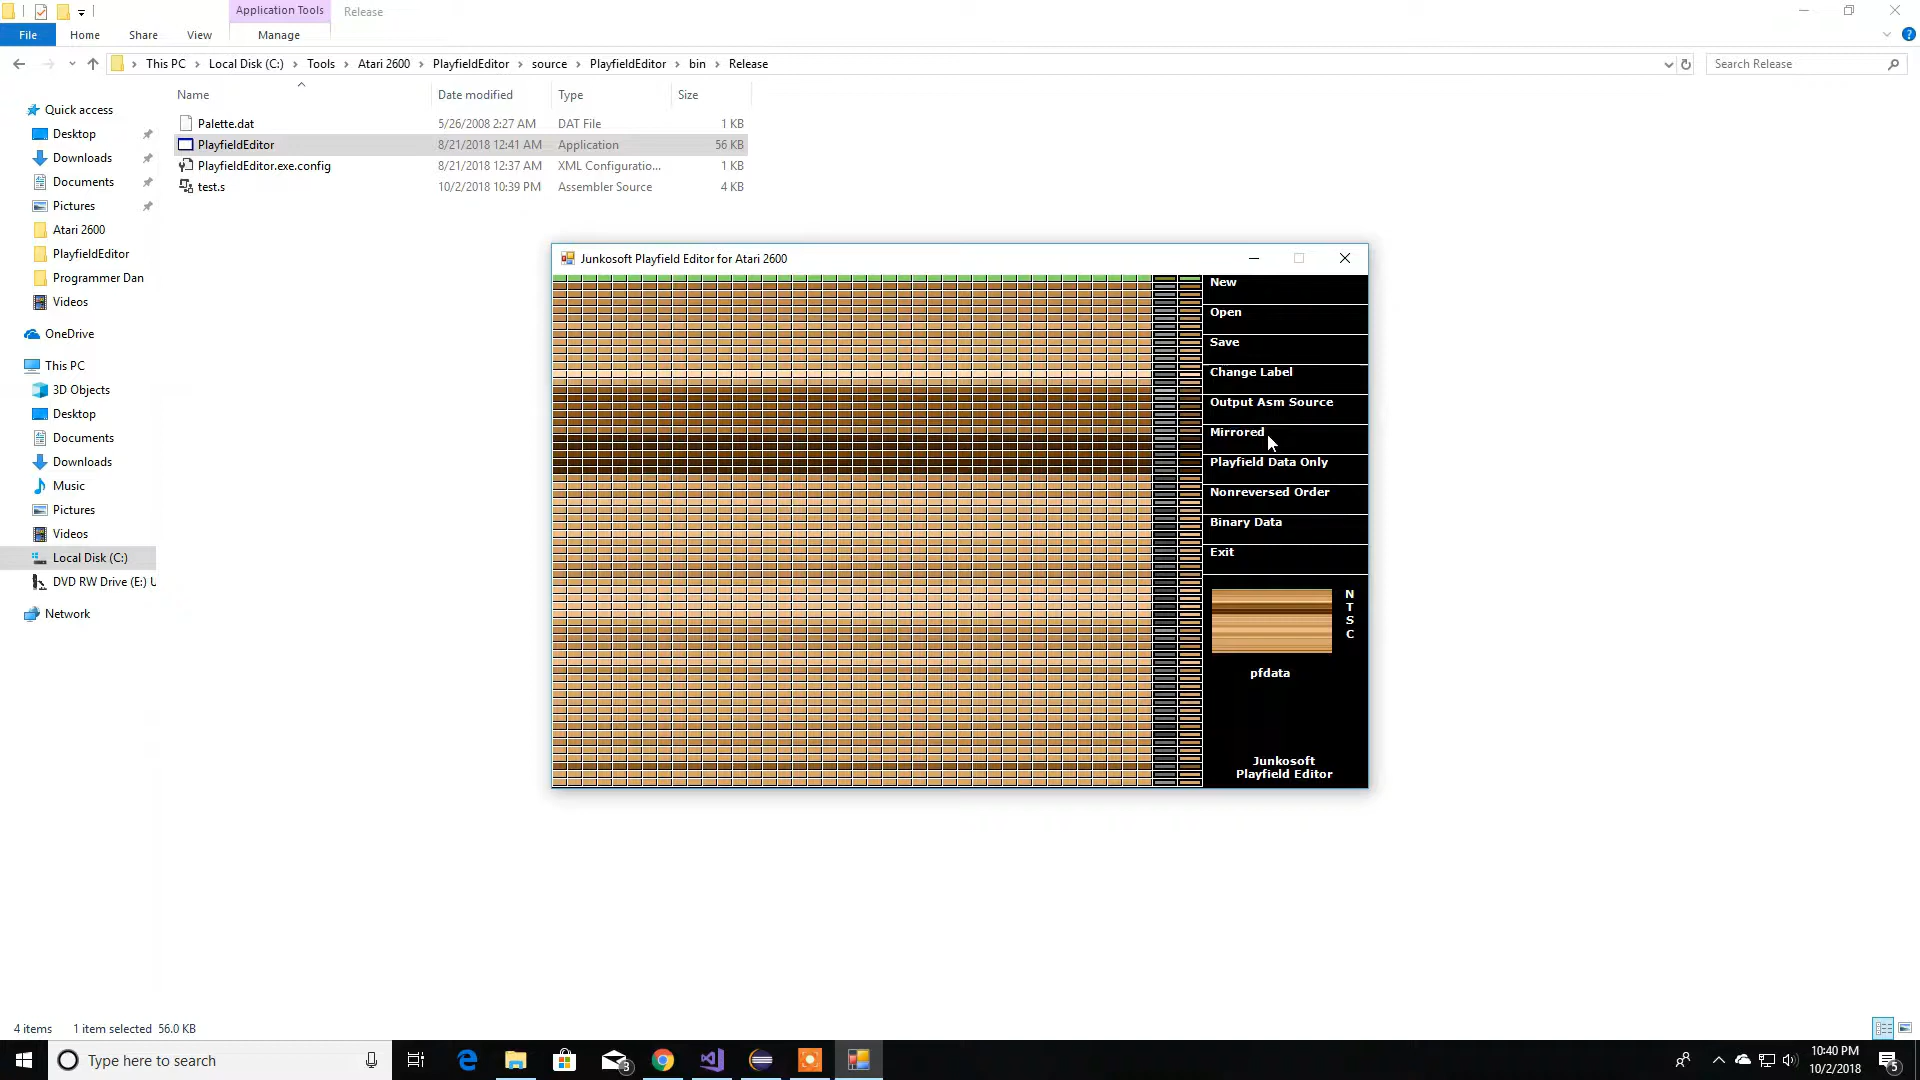 Application Tools
Release
File
Home
Share
View
Manage
This PC
Local Disk (C:)
Tools
Atari 2600
PlayfieldEditor
source
PlayfieldEditor
bin
Release
Search Release
Name
Date modified
Type
Size
Palette.dat
5/26/2008 2:27 AM
DAT File
1 KB
PlayfieldEditor
8/21/2018 12:41 AM
Application
56 KB
PlayfieldEditor.exe.config
8/21/2018 12:37 AM
XML Configuratio...
1 KB
test.s
10/2/2018 10:39 PM
Assembler Source
4 KB
Quick access
Desktop
Downloads
Documents
Pictures
Atari 2600
PlayfieldEditor
Programmer Dan
Videos
OneDrive
This PC
3D Objects
Desktop
Documents
Downloads
Music
Pictures
Videos
Local Disk (C:)
DVD RW Drive (E:) U
Network
Junkosoft Playfield Editor for Atari 2600
New
Open
Save
Change Label
Output Asm Source
Mirrored
Playfield Data Only
Nonreversed Order
Binary Data
Exit
N
T
S
C
pfdata
Junkosoft
Playfield Editor
4 items
1 item selected 56.0 KB
Type here to search
3
10:40 PM
10/2/2018
5